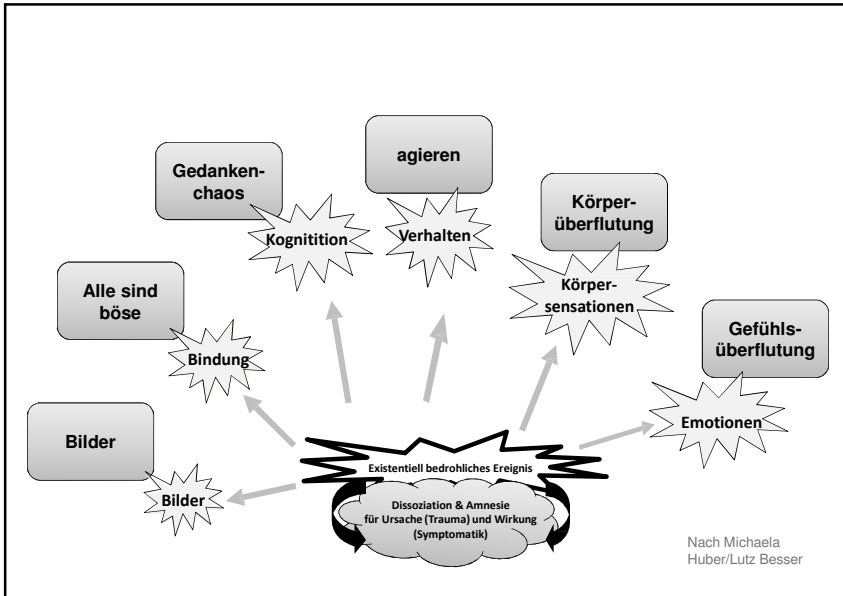 agieren
Verhalten
Gedanken-
chaos
Kognitition
Körper-
überflutung
Körper-
sensationen
Alle sind
böse
Bindung
Gefühls-
überflutung
Emotionen
Bilder
Bilder
Existentiell bedrohliches Ereignis
Dissoziation & Amnesie
für Ursache (Trauma) und Wirkung
(Symptomatik)
Nach Michaela
Huber/Lutz Besser